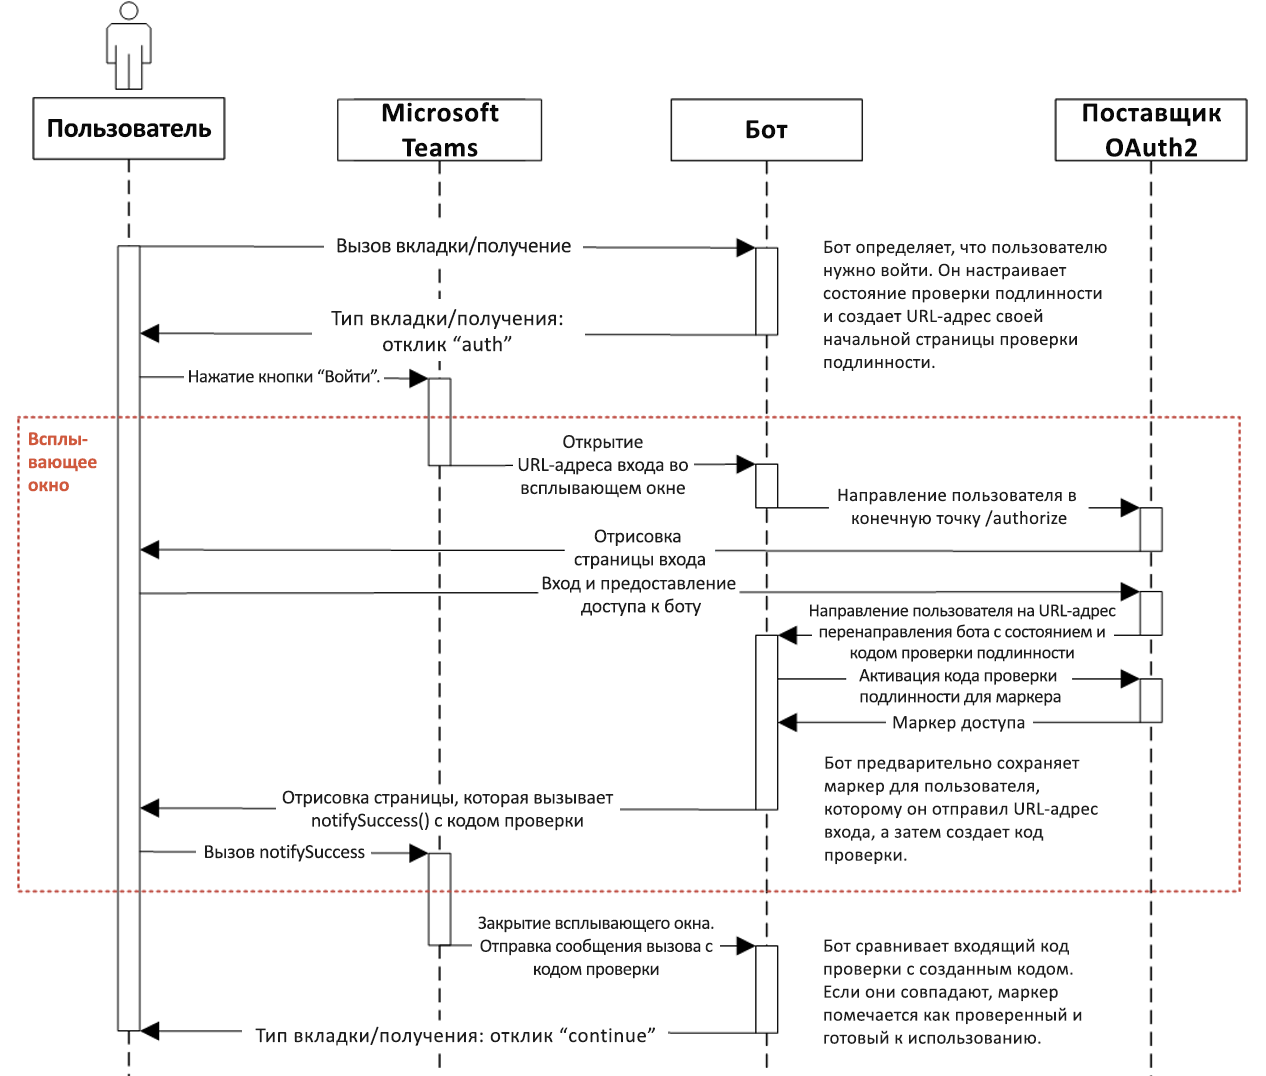 Пользователь
Microsoft
Teams
Бот
Поставщик
OAuth2
Вызов вкладки/получение
Бот определяет, что пользователю
нужно войти. Он настраивает
состояние проверки подлинности
и создает URL-адрес своей
начальной страницы проверки
подлинности.
Тип вкладки/получения:
отклик “auth”
Нажатие кнопки “Войти”.
Всплы-
вающее
окно
Открытие
URL-адреса входа во
всплывающем окне
Направление пользователя в
конечную точку /authorize
Отрисовка
страницы входа
Вход и предоставление
доступа к боту
Направление пользователя на URL-адрес
перенаправления бота с состоянием и
кодом проверки подлинности
Активация кода проверки
подлинности для маркера
Маркер доступа
Бот предварительно сохраняет
маркер для пользователя,
которому он отправил URL-адрес
входа, а затем создает код
проверки.
Отрисовка страницы, которая вызывает
notifySuccess() с кодом проверки
Вызов notifySuccess
Закрытие всплывающего окна.
Отправка сообщения вызова с
кодом проверки
Бот сравнивает входящий код
проверки с созданным кодом.
Если они совпадают, маркер
помечается как проверенный и
готовый к использованию.
Тип вкладки/получения: отклик “continue”